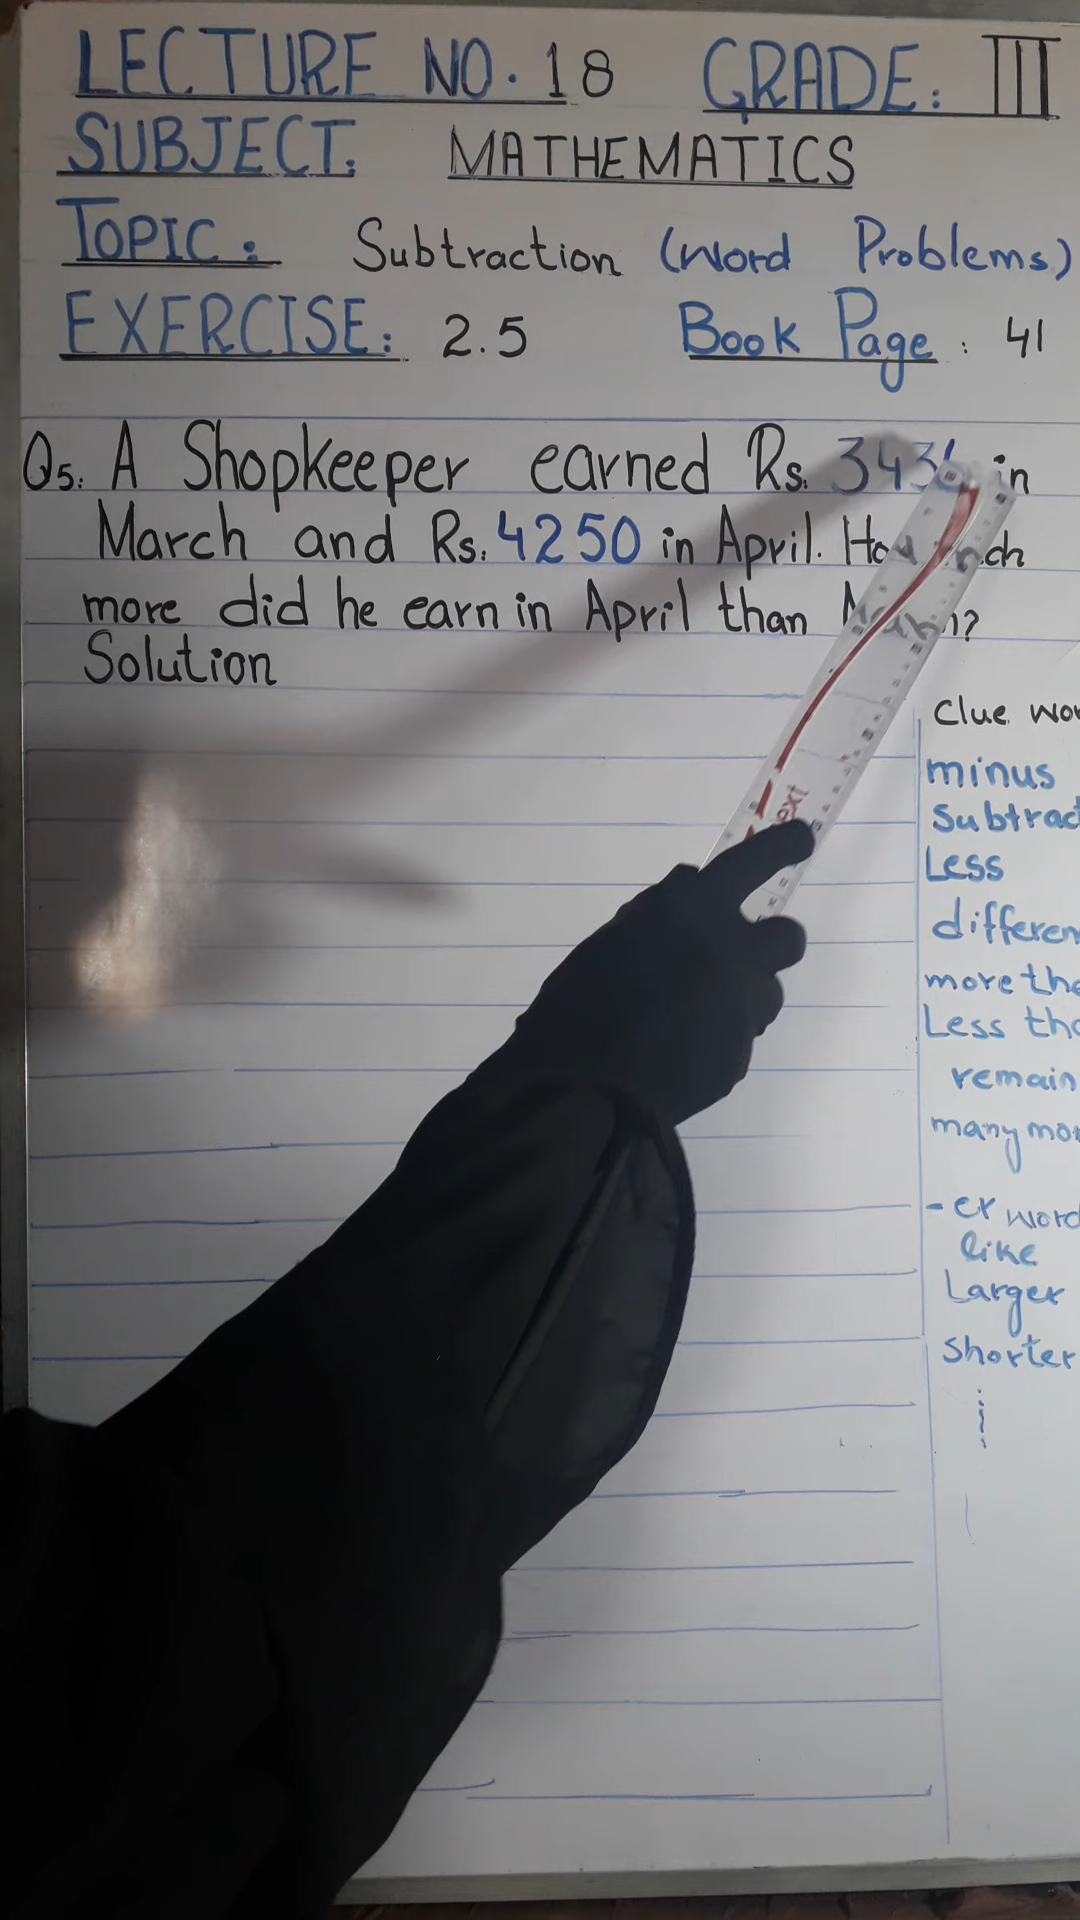 LECTURE NO. 18 GRADE: III
SUBJECT: MATHEMATICS
TOPIC: Subtraction (Word Problems)
EXERCISE: 2.5 Book Page: 41
Q5. A Shopkeeper earned Rs. in
March and Rs. 4250 in April.
more did he earn in April than
Solution
Clue
minus
Less
more
Less
remain
many
-er
like
Larger
shorter